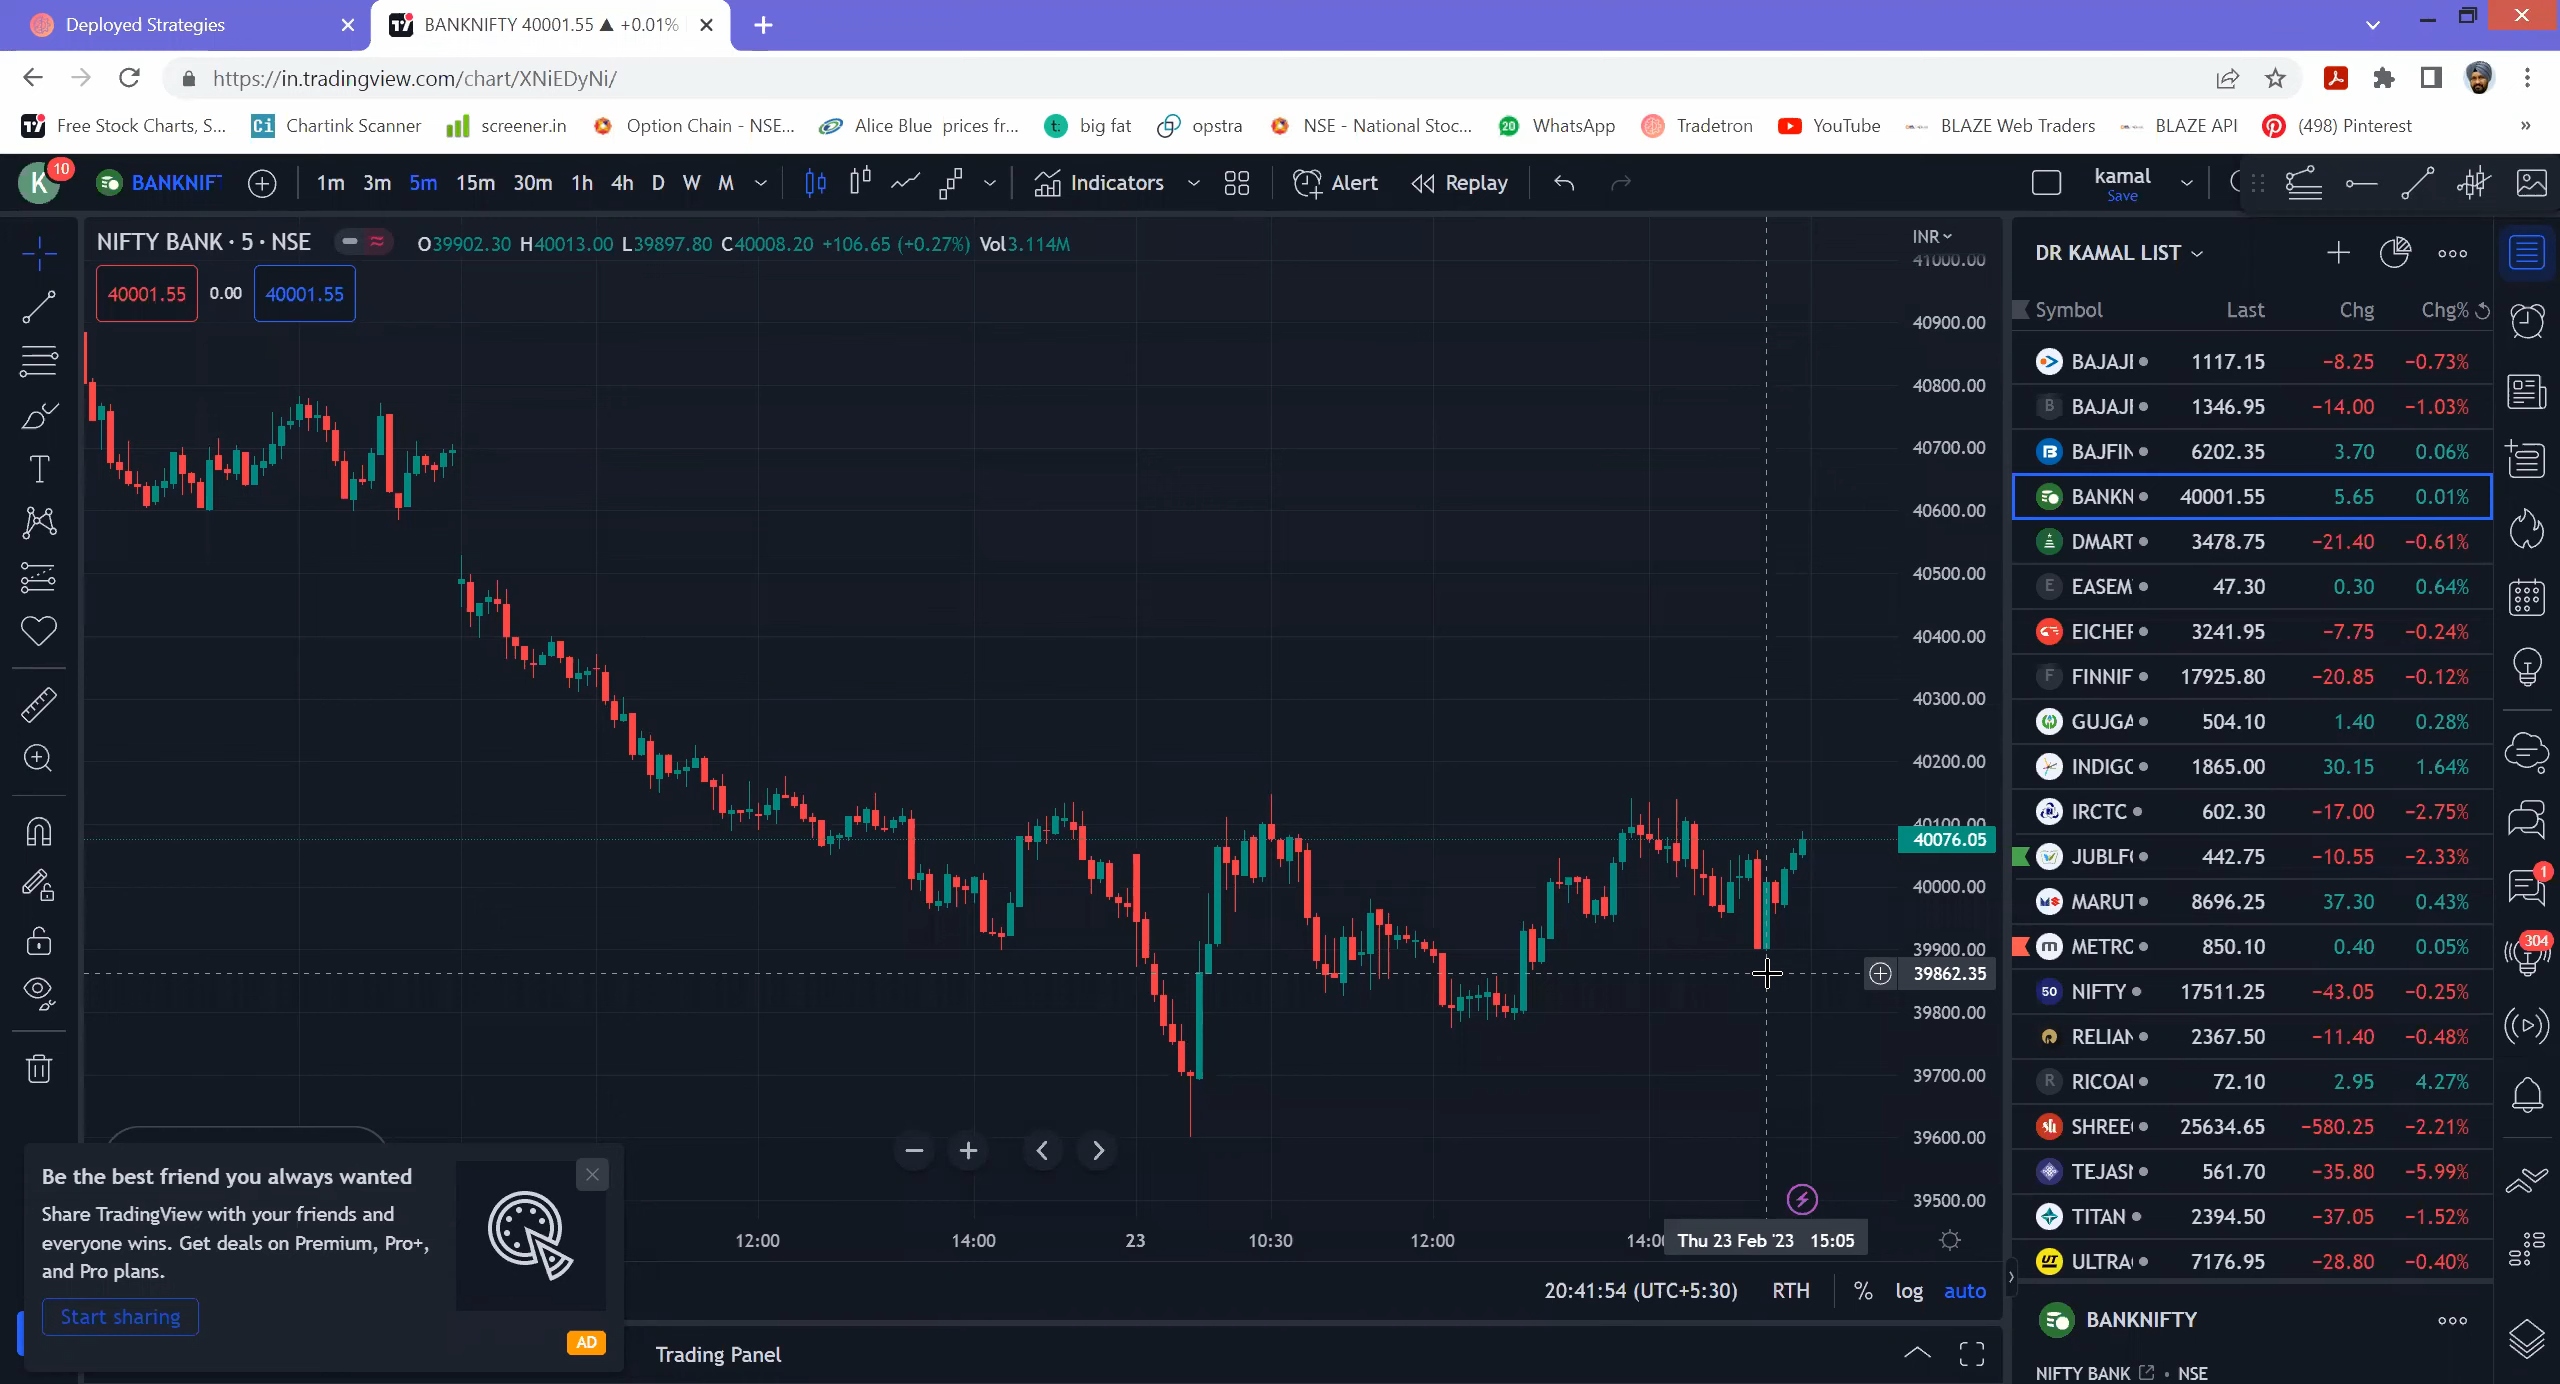 Deployed Strategies
BANKNIFTY 40001.55 ▲ +0.01%
https://in.tradingview.com/chart/XNiEDyNi/
Free Stock Charts, S...
Chartink Scanner
screener.in
Option Chain - NSE...
Alice Blue prices fr...
big fat
opstra
NSE - National Stoc...
WhatsApp
Tradetron
YouTube
BLAZE Web Traders
BLAZE API
(498) Pinterest
K 10
BANKNIF
1m 3m 5m 15m 30m 1h 4h D W M
Indicators
Alert
Replay
kamal
Save
NIFTY BANK · 5 · NSE
O39902.30 H40013.00 L39897.80 C40008.20 +106.65 (+0.27%) Vol3.114M
40001.55 0.00 40001.55
INR
41000.00
40900.00
40800.00
40700.00
40600.00
40500.00
40400.00
40300.00
40200.00
40100.00
40076.05
40000.00
39900.00
39862.35
39800.00
39700.00
39600.00
39500.00
12:00 14:00 23 10:30 12:00 14:00 Thu 23 Feb '23 15:05
20:41:54 (UTC+5:30) RTH % log auto
Trading Panel
Be the best friend you always wanted
Share TradingView with your friends and
everyone wins. Get deals on Premium, Pro+,
and Pro plans.
Start sharing
AD
DR KAMAL LIST
Symbol Last Chg Chg%
BAJAJI 1117.15 −8.25 −0.73%
B BAJAJI 1346.95 −14.00 −1.03%
BAJFIN 6202.35 3.70 0.06%
BANKN 40001.55 5.65 0.01%
DMART 3478.75 −21.40 −0.61%
E EASEM 47.30 0.30 0.64%
EICHEF 3241.95 −7.75 −0.24%
F FINNIF 17925.80 −20.85 −0.12%
GUJGA 504.10 1.40 0.28%
INDIGO 1865.00 30.15 1.64%
IRCTC 602.30 −17.00 −2.75%
JUBLFO 442.75 −10.55 −2.33%
MARUT 8696.25 37.30 0.43%
METRO 850.10 0.40 0.05%
50 NIFTY 17511.25 −43.05 −0.25%
RELIAN 2367.50 −11.40 −0.48%
R RICOAU 72.10 2.95 4.27%
SHREE 25634.65 −580.25 −2.21%
TEJASN 561.70 −35.80 −5.99%
TITAN 2394.50 −37.05 −1.52%
UT ULTRA 7176.95 −28.80 −0.40%
BANKNIFTY
NIFTY BANK • NSE
1
304